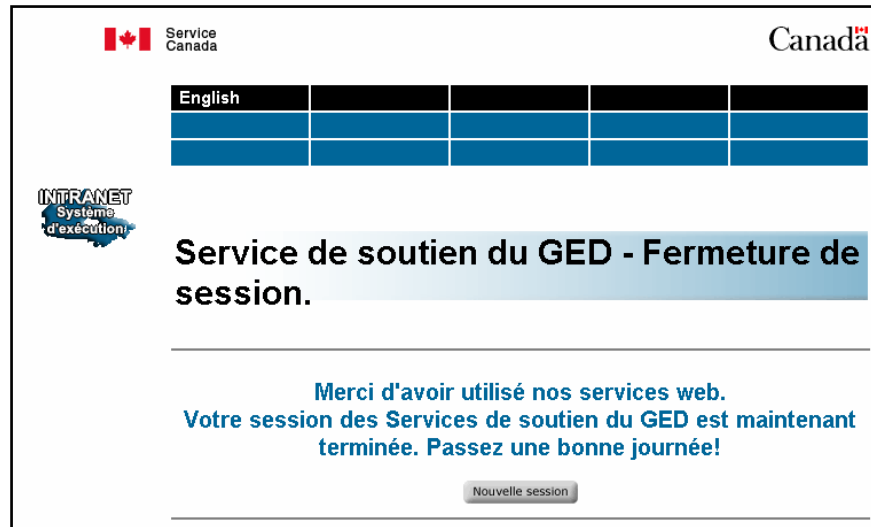 Service
Canada
Canada
English
INTRANET
Système
d'exécution
Service de soutien du GED - Fermeture de
session.
Merci d'avoir utilisé nos services web.
Votre session des Services de soutien du GED est maintenant
terminée. Passez une bonne journée!
Nouvelle session